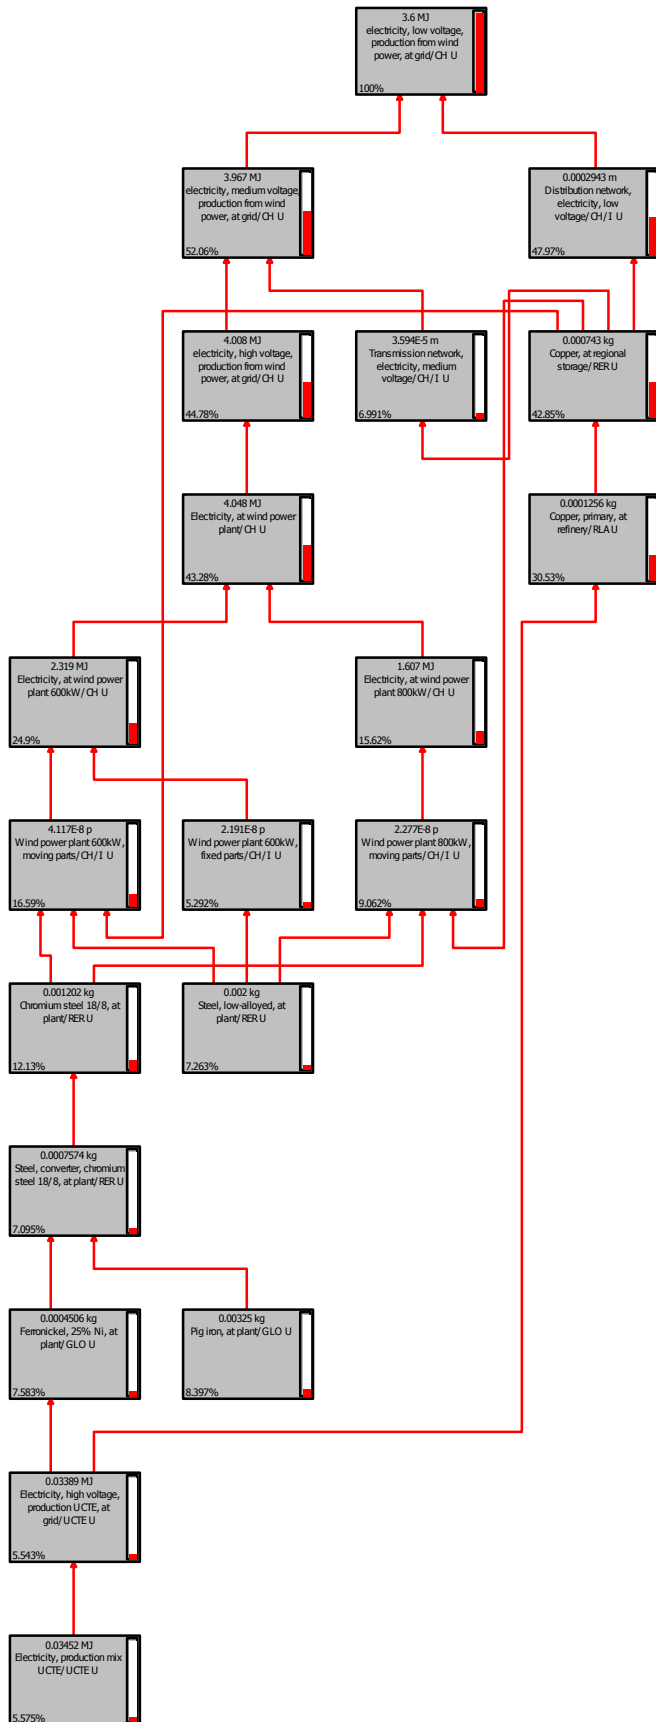 3.6 MJ
electricity, low voltage,
production from wind
power, at grid/CH U
100%
3.967 MJ
electricity, medium voltage,
production from wind
power, at grid/CH U
52.06%
0.0002943 m
Distribution network,
electricity, low
voltage/CH/I U
47.97%
4.008 MJ
electricity, high voltage,
production from wind
power, at grid/CH U
44.78%
3.594E-5 m
Transmission network,
electricity, medium
voltage/CH/I U
6.991%
0.000743 kg
Copper, at regional
storage/RER U
42.85%
4.048 MJ
Electricity, at wind power
plant/CH U
43.28%
0.0001256 kg
Copper, primary, at
refinery/RLA U
30.53%
2.319 MJ
Electricity, at wind power
plant 600kW/CH U
24.9%
1.607 MJ
Electricity, at wind power
plant 800kW/CH U
15.62%
4.117E-8 p
Wind power plant 600kW,
moving parts/CH/I U
16.59%
2.191E-8 p
Wind power plant 600kW,
fixed parts/CH/I U
5.292%
2.277E-8 p
Wind power plant 800kW,
moving parts/CH/I U
9.062%
0.001202 kg
Chromium steel 18/8, at
plant/RER U
12.13%
0.002 kg
Steel, low-alloyed, at
plant/RER U
7.263%
0.0007574 kg
Steel, converter, chromium
steel 18/8, at plant/RER U
7.095%
0.0004506 kg
Ferronickel, 25% Ni, at
plant/GLO U
7.583%
0.00325 kg
Pig iron, at plant/GLO U
8.397%
0.03389 MJ
Electricity, high voltage,
production UCTE, at
grid/UCTE U
5.543%
0.03452 MJ
Electricity, production mix
UCTE/UCTE U
5.575%